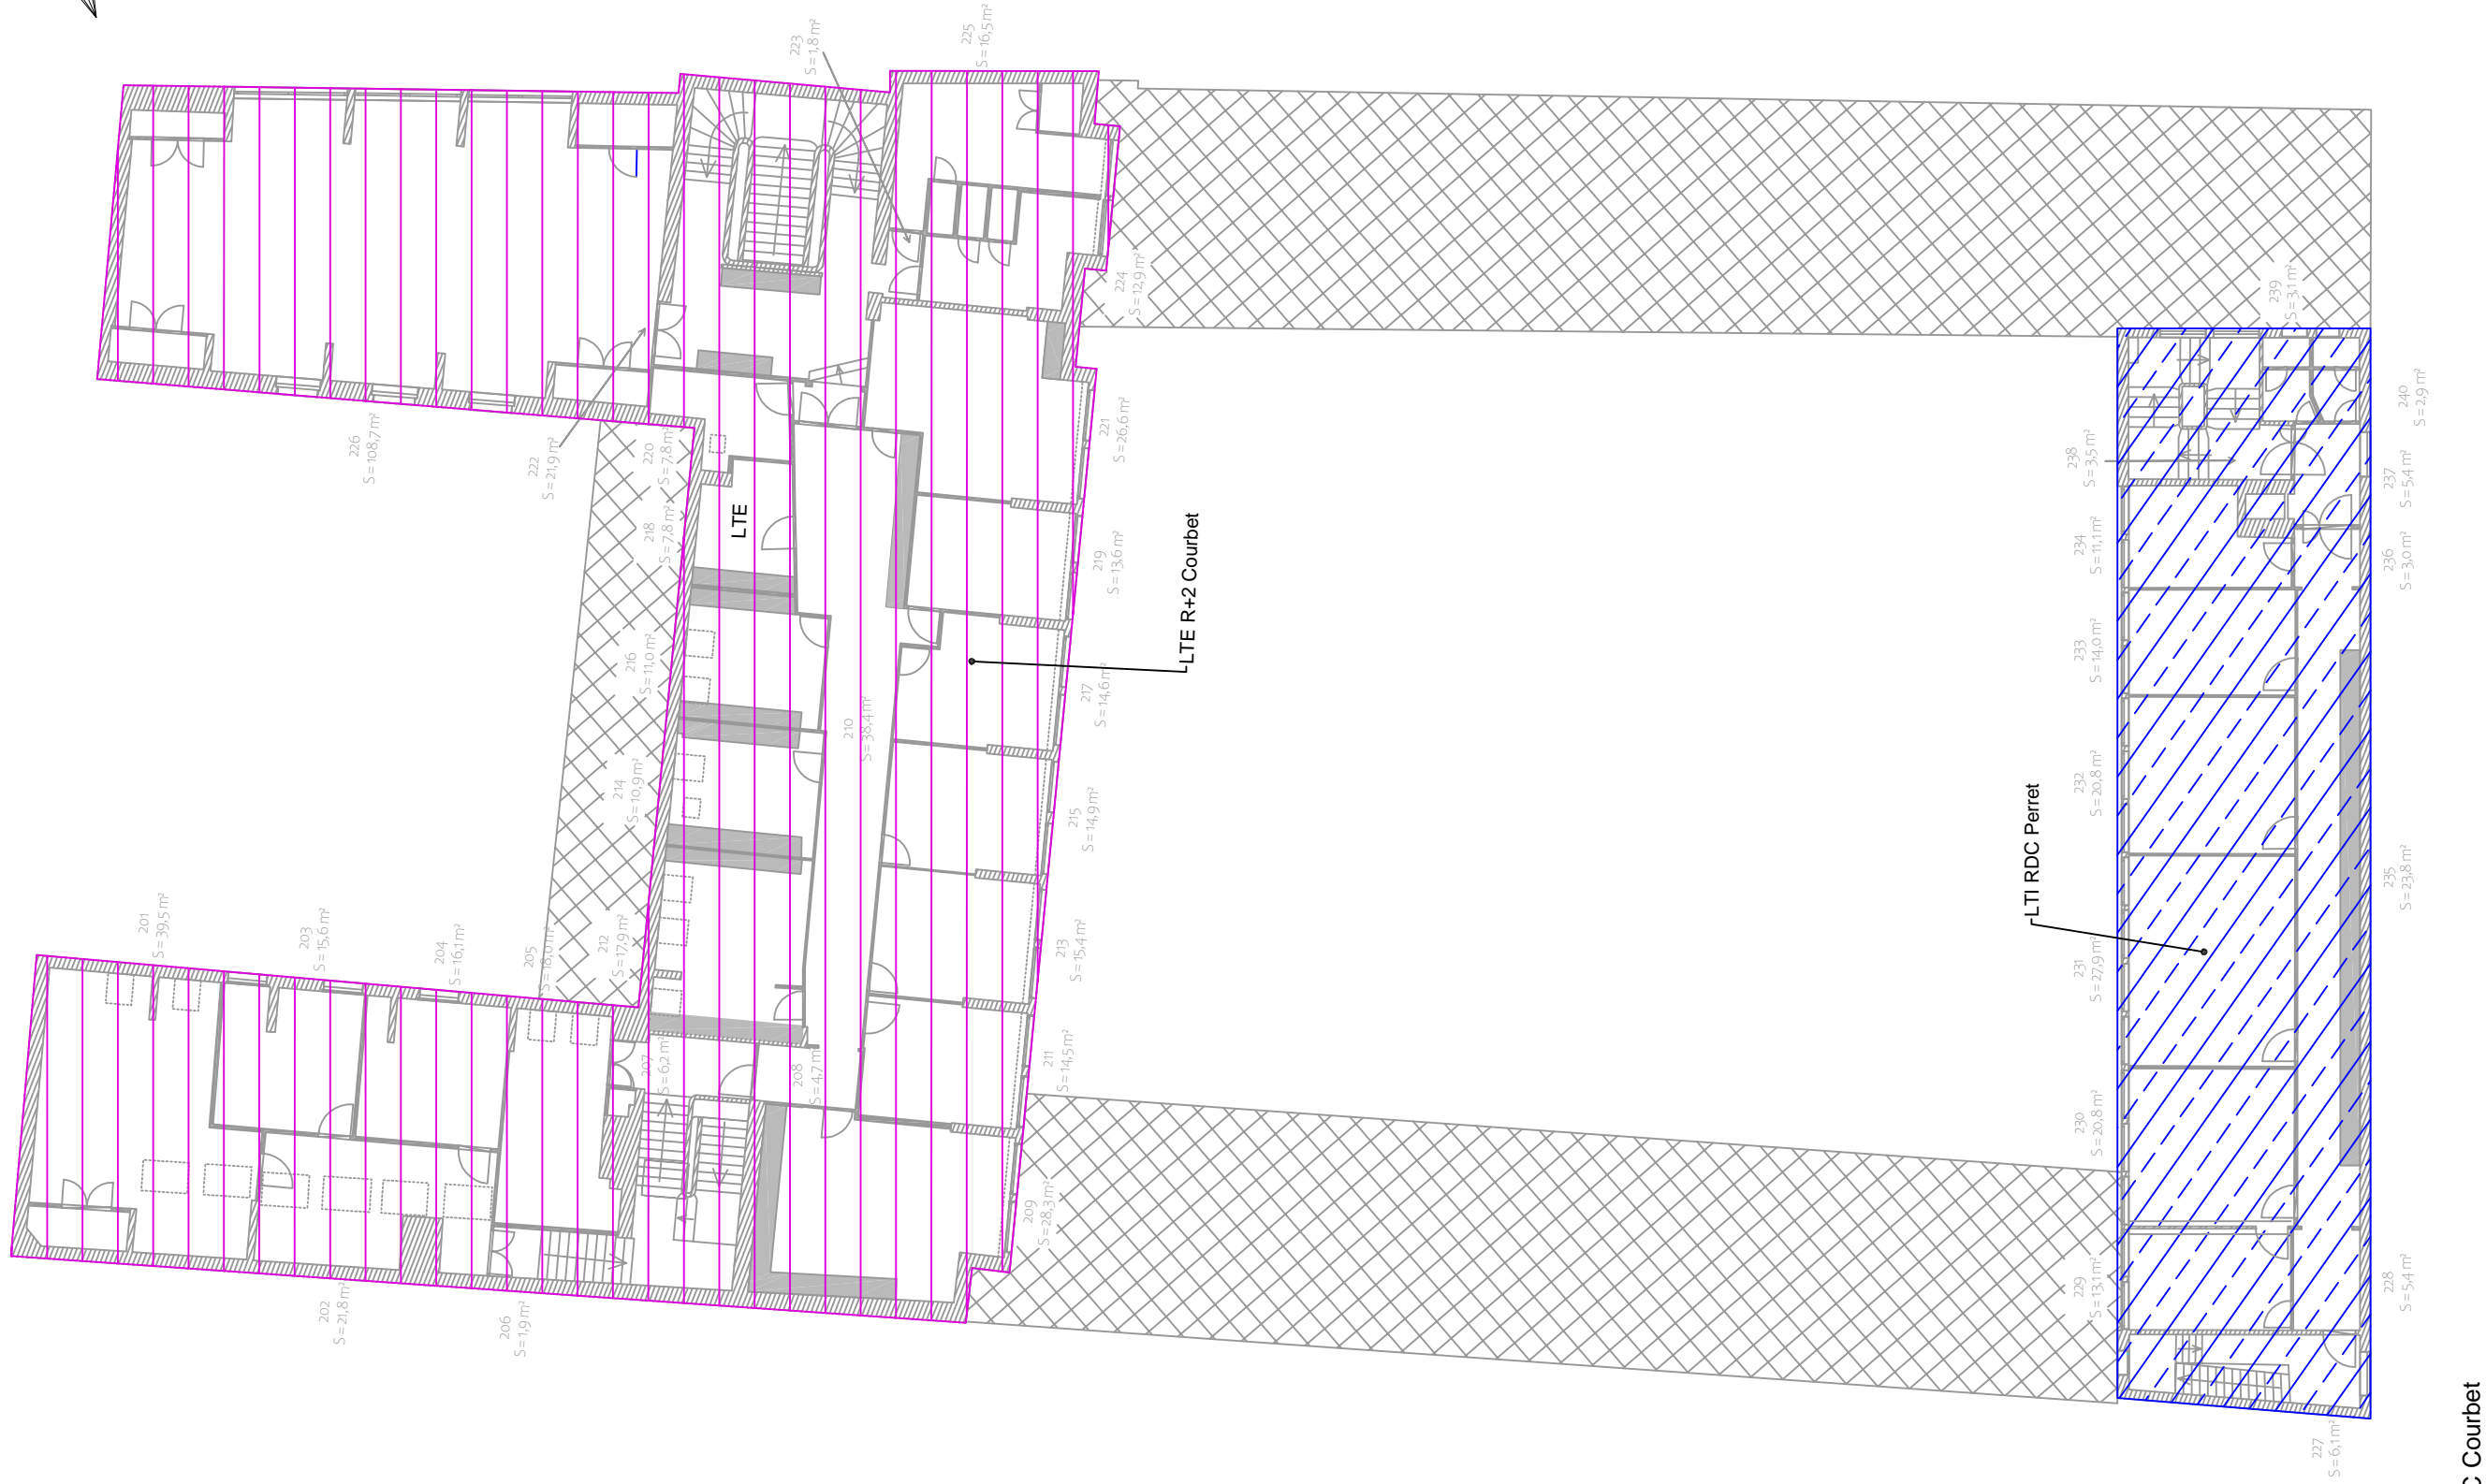 223
S = 1,8 m²
225
S = 16,5 m²
226
S = 108,7 m²
222
S = 21,9 m²
220
S = 7,8 m²
218
S = 7,8 m²
LTE
224
S = 12,9 m²
221
S = 26,6 m²
219
S = 13,6 m²
LTE R+2 Courbet
217
S = 14,6 m²
216
S = 11,0 m²
214
S = 10,9 m²
210
S = 38,4 m²
215
S = 14,9 m²
213
S = 15,4 m²
212
S = 17,9 m²
201
S = 39,5 m²
203
S = 15,6 m²
204
S = 16,1 m²
205
S = 18,0 m²
207
S = 6,2 m²
208
S = 4,7 m²
211
S = 14,5 m²
209
S = 28,3 m²
202
S = 21,8 m²
206
S = 1,9 m²
239
S = 3,1 m²
240
S = 2,9 m²
238
S = 3,5 m²
237
S = 5,4 m²
234
S = 11,1 m²
236
S = 3,0 m²
233
S = 14,0 m²
232
S = 20,8 m²
LTI RDC Perret
235
S = 23,8 m²
231
S = 27,9 m²
230
S = 20,8 m²
229
S = 13,1 m²
228
S = 5,4 m²
227
S = 6,1 m²
C Courbet